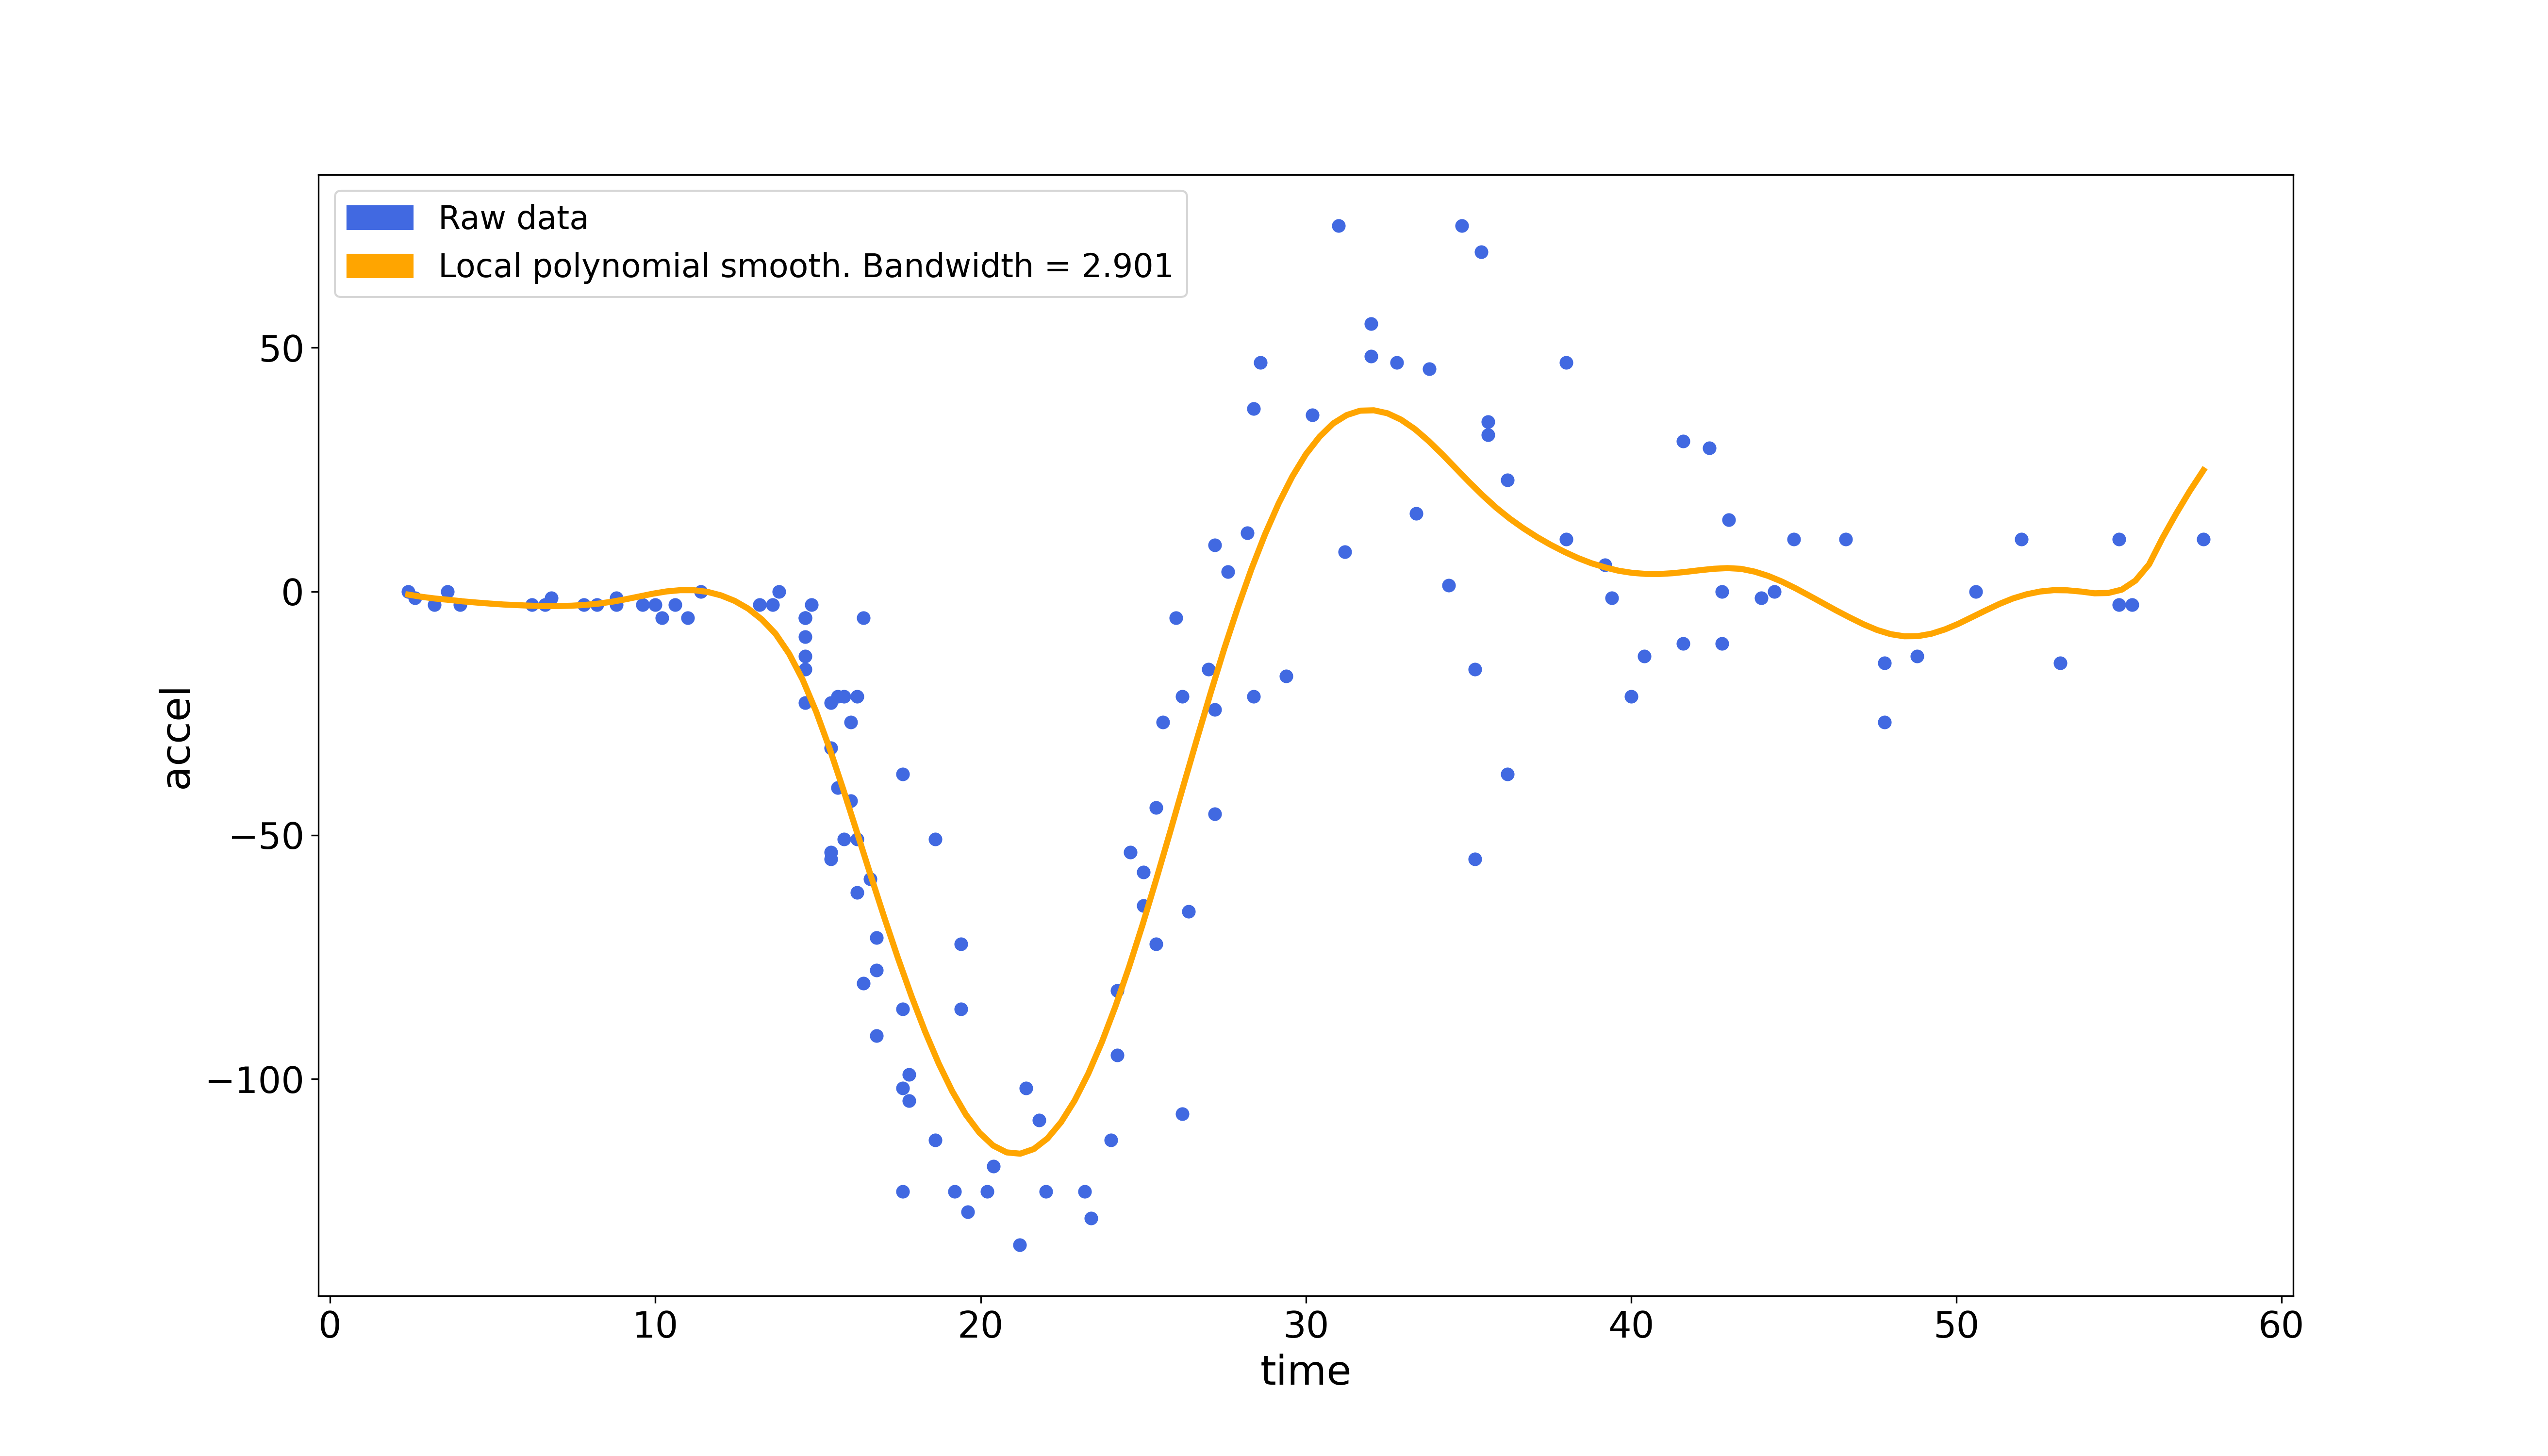 Raw data
Local polynomial smooth. Bandwidth = 2.901
50
0
−50
−100
accel
0 10 20 30 40 50 60
time